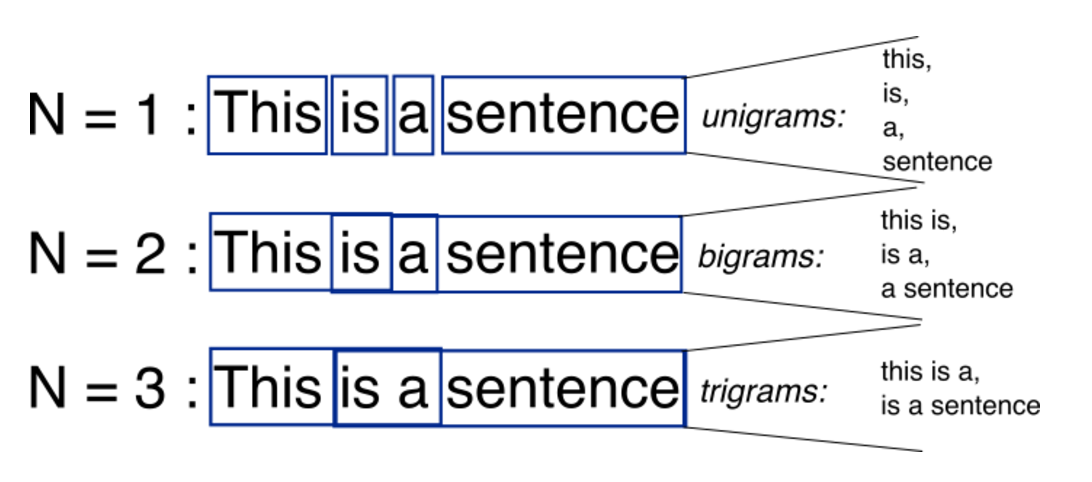 N = 1 : This is a sentence unigrams:
this,
is,
a,
sentence
N = 2 : This is a sentence bigrams:
this is,
is a,
a sentence
N = 3 : This is a sentence trigrams:
this is a,
is a sentence